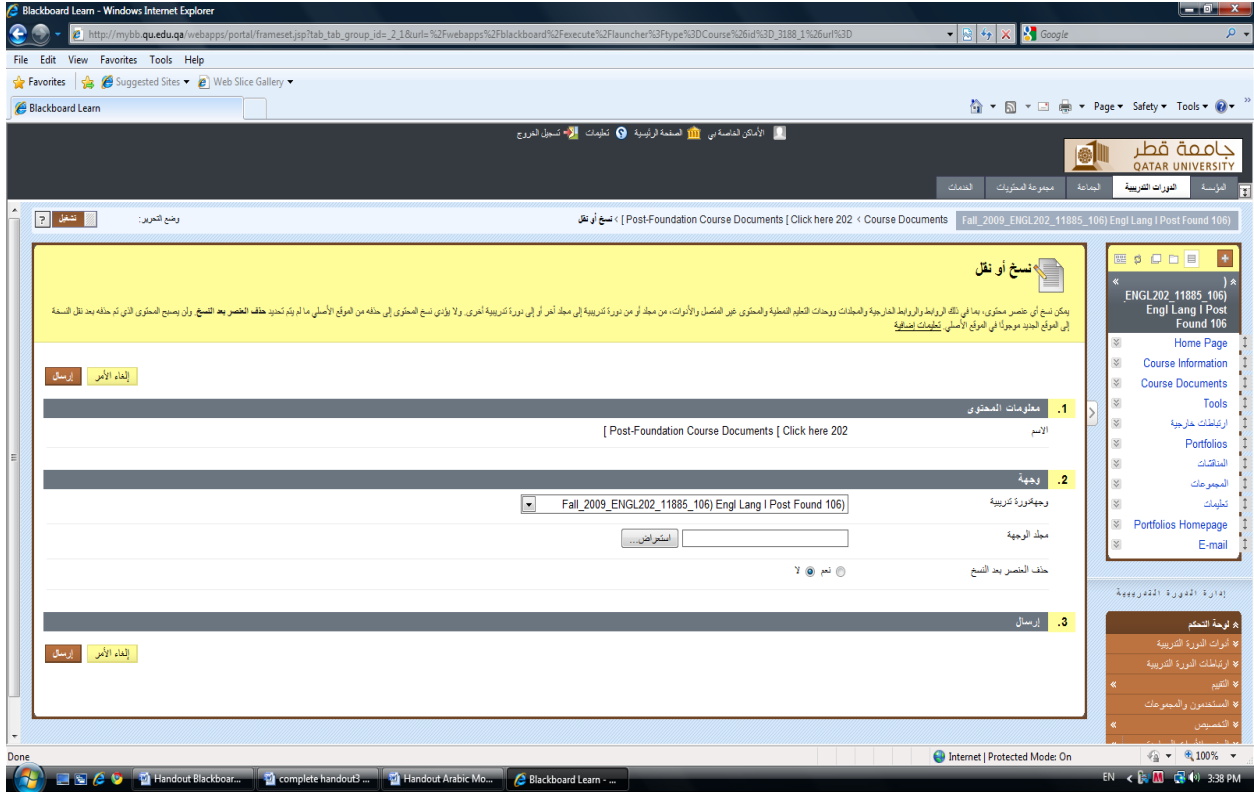 Blackboard Learn - Windows Internet Explorer
http://mybb.qu.edu.qa/webapps/portal/frameset.jsp?tab_tab_group_id=_2_1&url=%2Fwebapps%2Fblackboard%2Fexecute%2Flauncher%3Ftype%3DCourse%26id%3D_3188_1%26url%3D
Google
File Edit View Favorites Tools Help
Favorites Suggested Sites Web Slice Gallery
Blackboard Learn
Page Safety Tools
الأماكن الخاصة بي الصفحة الرئيسية تعليمات تسجيل الخروج
جامعة قطر
QATAR UNIVERSITY
المؤسسة الدورات التدريبية الجماعة مجموعة المحتويات الخدمات
Fall_2009_ENGL202_11885_106) Engl Lang I Post Found 106)
Course Documents > Post-Foundation Course Documents [ Click here 202 ] > نسخ أو نقل
وضع التحرير: تشغيل ?
نسخ أو نقل
يمكن نسخ أي عنصر محتوى، بما في ذلك الروابط والروابط الخارجية والمجلدات ووحدات التعليم النمطية والمحتوى غير المتصل والأدوات، من مجلد أو من دورة تدريبية إلى مجلد آخر أو إلى دورة تدريبية أخرى. ولا يؤدي نسخ المحتوى إلى حذفه من الموقع الأصلي ما لم يتم تحديد حذف العنصر بعد النسخ. ولن يصبح المحتوى الذي تم حذفه بعد نقل النسخة
إلى الموقع الجديد موجودًا في الموقع الأصلي. تعليمات إضافية
إلغاء الأمر إرسال
1. معلومات المحتوى
الاسم
[ Post-Foundation Course Documents [ Click here 202
2. وجهة
وجهةدورة تدريبية
Fall_2009_ENGL202_11885_106) Engl Lang I Post Found 106)
مجلد الوجهة
استعراض...
حذف العنصر بعد النسخ
نعم لا
3. إرسال
إلغاء الأمر إرسال
ENGL202_11885_106)
Engl Lang I Post
Found 106
Home Page
Course Information
Course Documents
Tools
ارتباطات خارجية
Portfolios
المناقشات
المجموعات
تعليمات
Portfolios Homepage
E-mail
إدارة الدورة التدريبية
لوحة التحكم
أدوات الدورة التدريبية
ارتباطات الدورة التدريبية
التقييم
المستخدمون والمجموعات
التخصيص
Done
Internet | Protected Mode: On
100%
Handout Blackboar...
complete handout3 ...
Handout Arabic Mo...
Blackboard Learn - ...
EN
3:38 PM